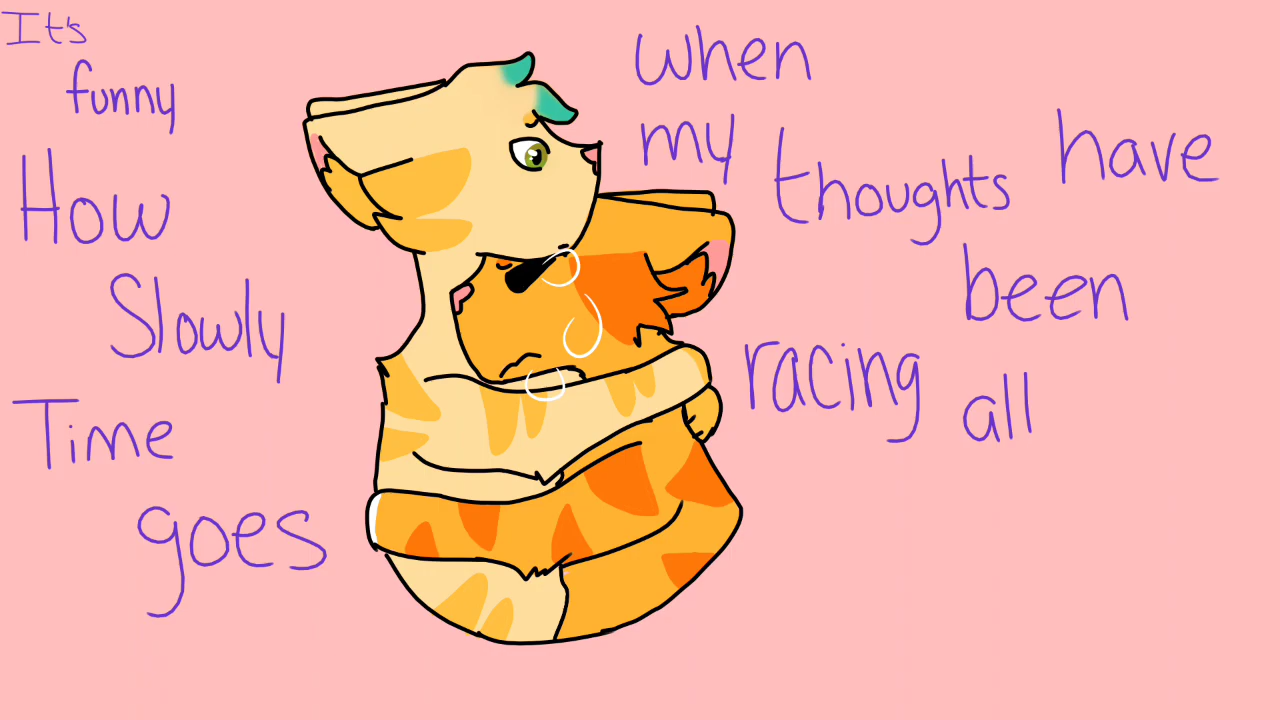 It's
funny
How
Slowly
Time
goes
when
my
thoughts have
been
racing all